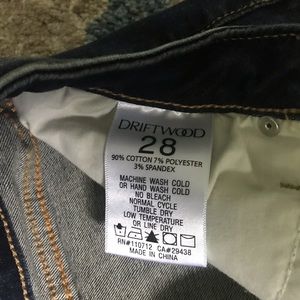 DRIFTWOOD
28
90% COTTON 7% POLYESTER
3% SPANDEX
MACHINE WASH COLD
OR HAND WASH COLD
NO BLEACH
NORMAL CYCLE
TUMBLE DRY
LOW TEMPERATURE
OR LINE DRY
RN#110712 CA#29438
MADE IN CHINA